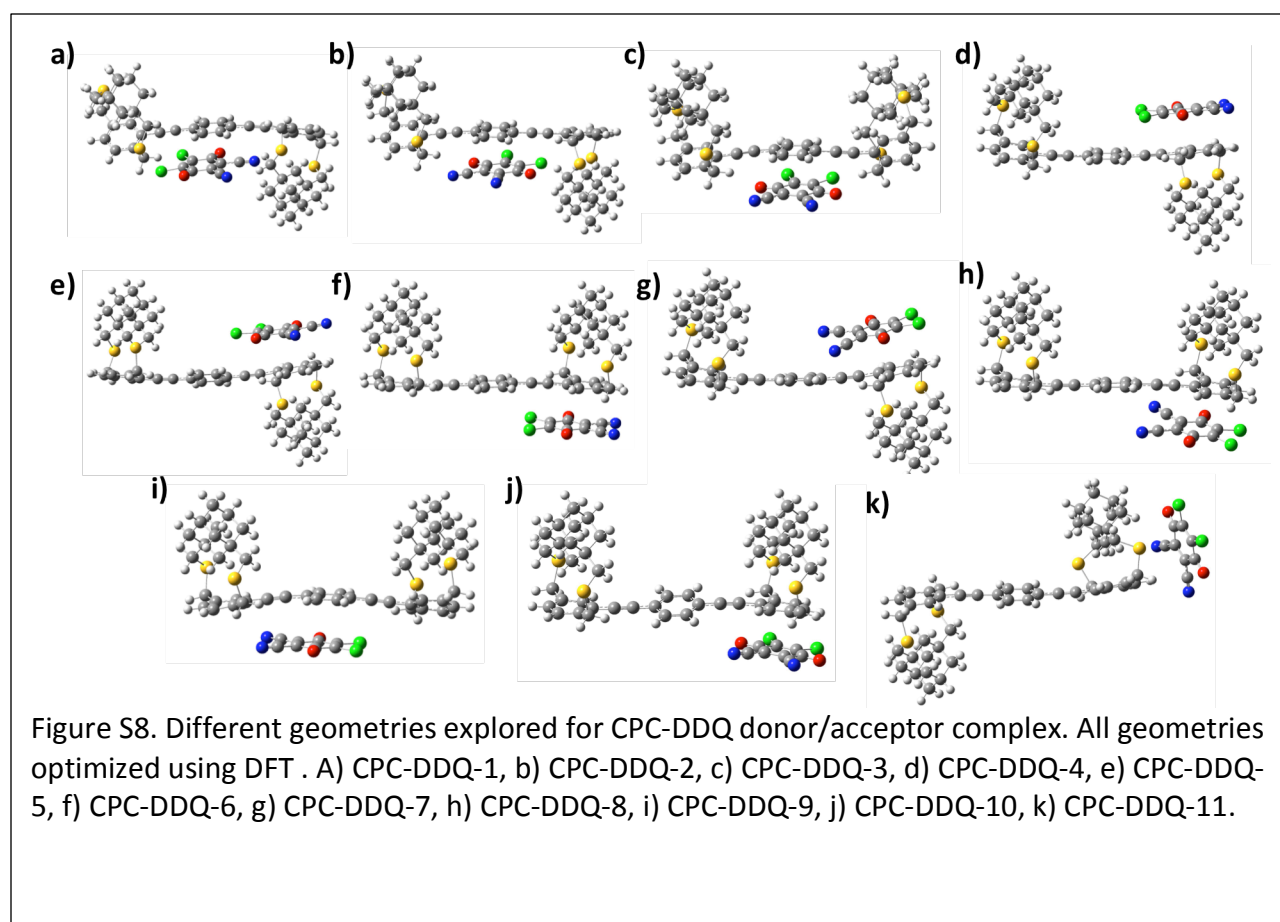 a)
b)
c)
d)
e)
f)
g)
h)
i)
j)
k)
Figure S8. Different geometries explored for CPC-DDQ donor/acceptor complex. All geometries
optimized using DFT . A) CPC-DDQ-1, b) CPC-DDQ-2, c) CPC-DDQ-3, d) CPC-DDQ-4, e) CPC-DDQ-
5, f) CPC-DDQ-6, g) CPC-DDQ-7, h) CPC-DDQ-8, i) CPC-DDQ-9, j) CPC-DDQ-10, k) CPC-DDQ-11.